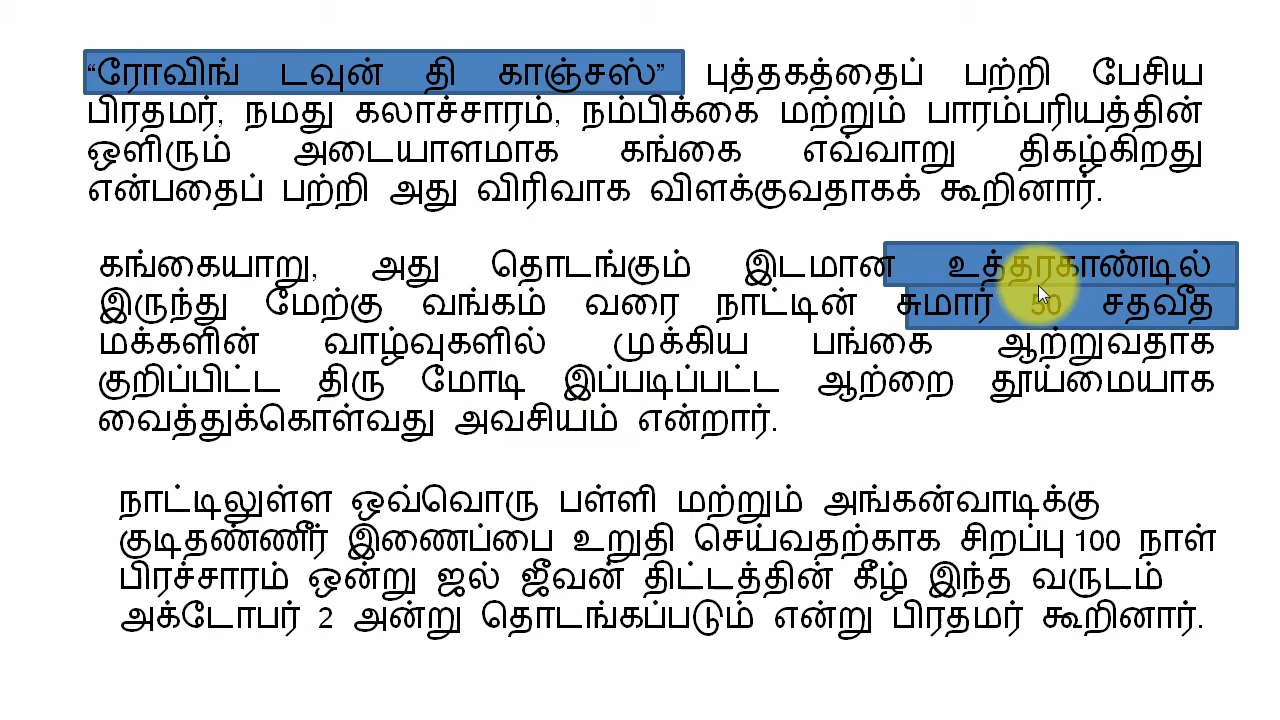 “ரோவிங் டவுன் தி காஞ்சஸ்” புத்தகத்தைப் பற்றி பேசிய
பிரதமர், நமது கலாச்சாரம், நம்பிக்கை மற்றும் பாரம்பரியத்தின்
ஒளிரும் அடையாளமாக கங்கை எவ்வாறு திகழ்கிறது
என்பதைப் பற்றி அது விரிவாக விளக்குவதாகக் கூறினார்.
கங்கையாறு, அது தொடங்கும் இடமான உத்தரகாண்டில்
இருந்து மேற்கு வங்கம் வரை நாட்டின் சுமார் 50 சதவீத
மக்களின் வாழ்வுகளில் முக்கிய பங்கை ஆற்றுவதாக
குறிப்பிட்ட திரு மோடி இப்படிப்பட்ட ஆற்றை தூய்மையாக
வைத்துக்கொள்வது அவசியம் என்றார்.
நாட்டிலுள்ள ஒவ்வொரு பள்ளி மற்றும் அங்கன்வாடிக்கு
குடிதண்ணீர் இணைப்பை உறுதி செய்வதற்காக சிறப்பு 100 நாள்
பிரச்சாரம் ஒன்று ஜல் ஜீவன் திட்டத்தின் கீழ் இந்த வருடம்
அக்டோபர் 2 அன்று தொடங்கப்படும் என்று பிரதமர் கூறினார்.